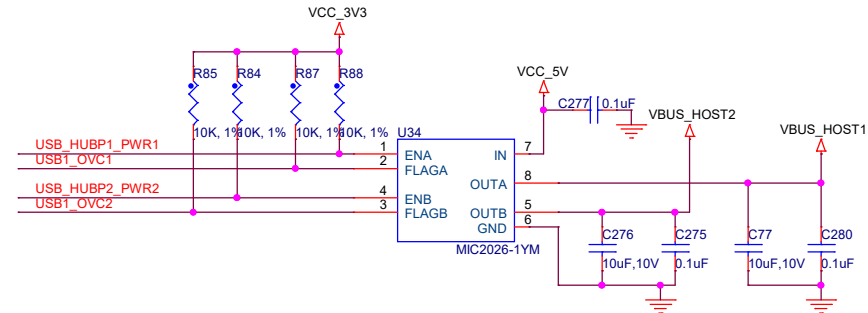 VCC_3V3
R85 R84 R87 R88
10K, 1% 10K, 1% 10K, 1% 10K, 1%
VCC_5V
C277 0.1uF
VBUS_HOST2
VBUS_HOST1
U34
USB_HUBP1_PWR1 1 ENA IN 7
USB1_OVC1 2 FLAGA
OUTA 8
USB_HUBP2_PWR2 4 ENB
USB1_OVC2 3 FLAGB OUTB 5
GND 6
MIC2026-1YM
C276 C275 C77 C280
10uF,10V 0.1uF 10uF,10V 0.1uF